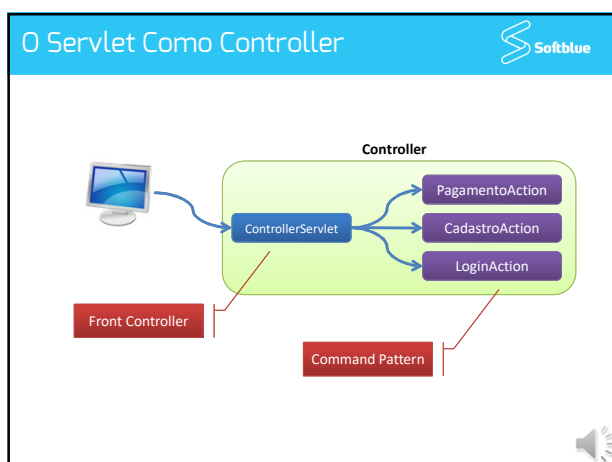 O Servlet Como Controller
Softblue
Controller
PagamentoAction
ControllerServlet
CadastroAction
LoginAction
Front Controller
Command Pattern